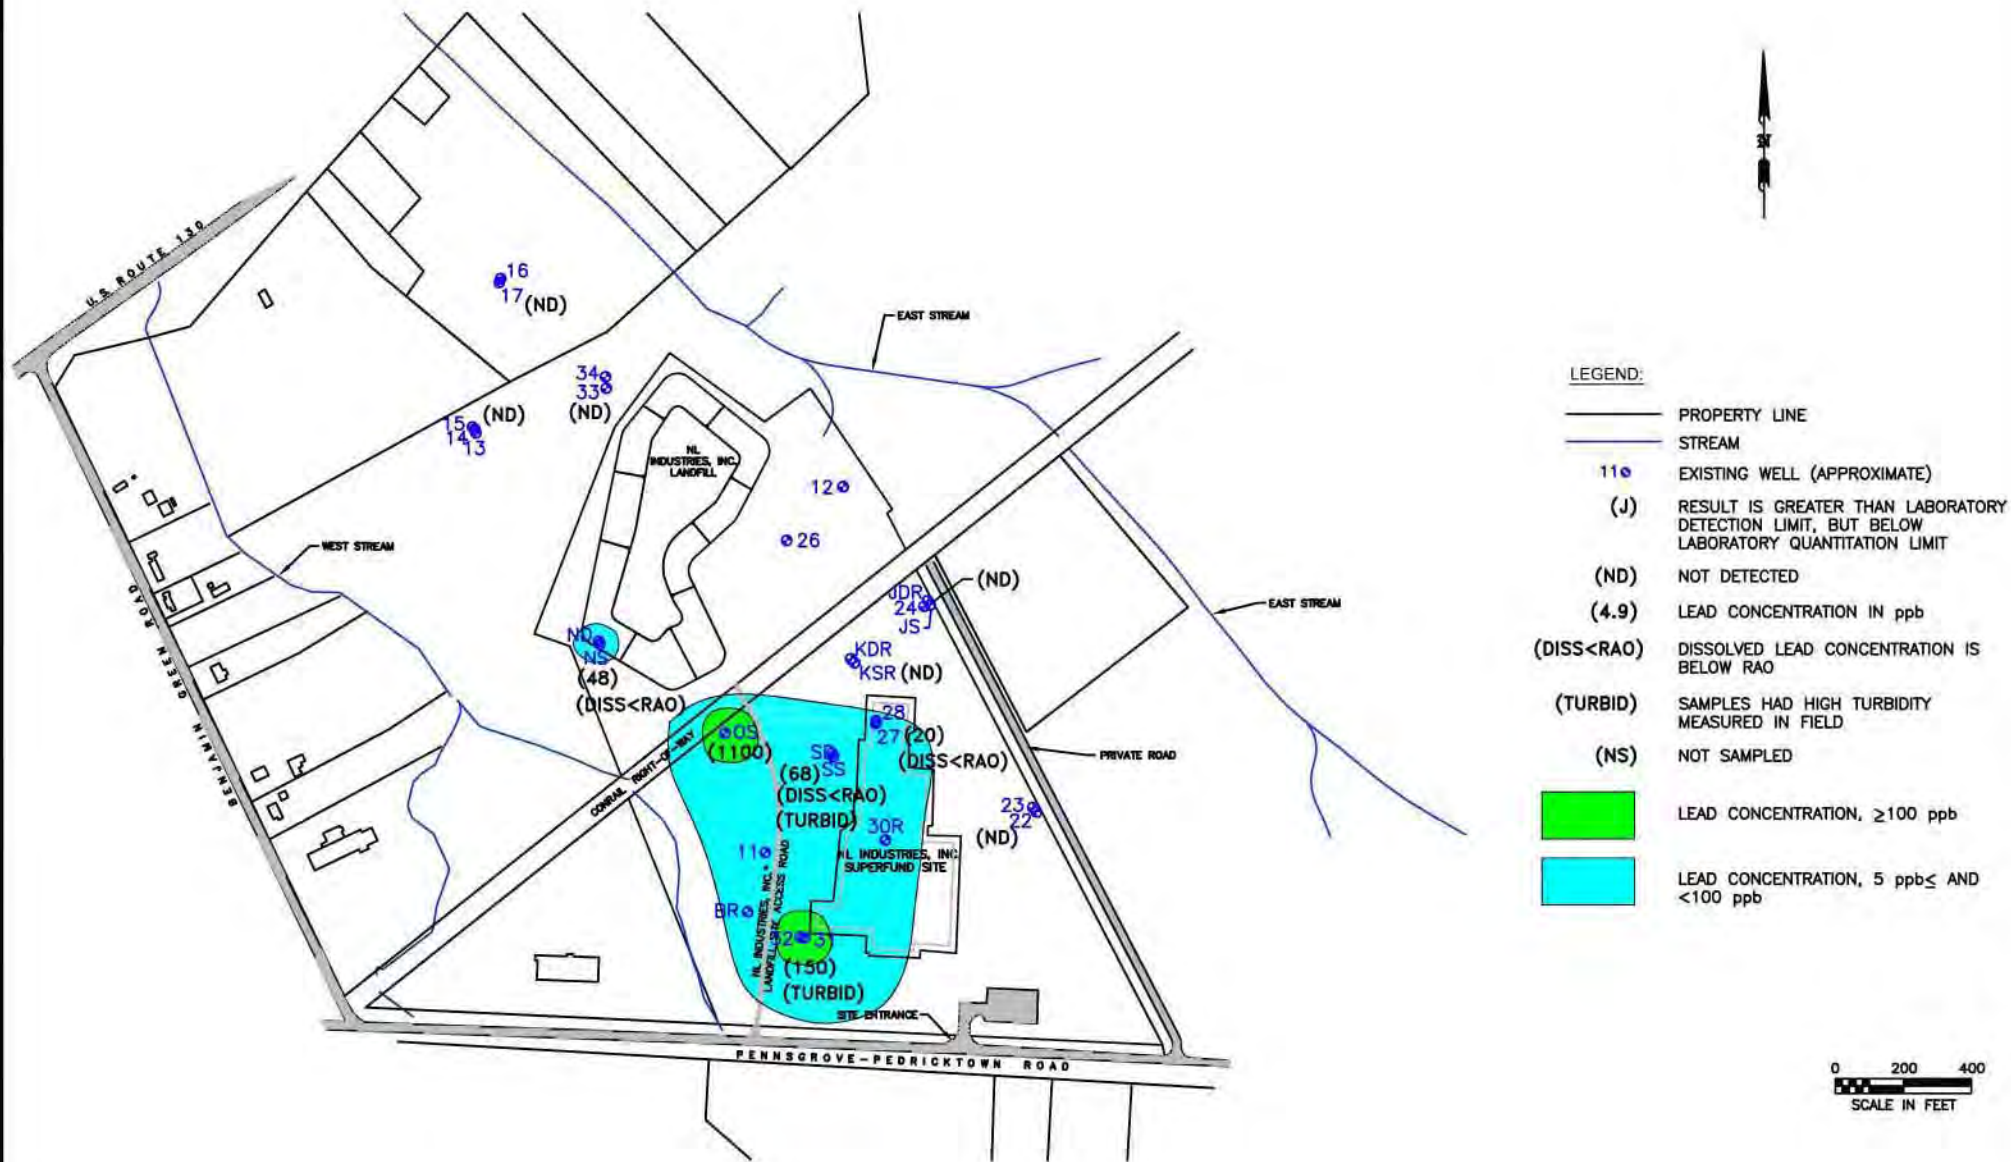 U.S. ROUTE 130
16
17 (ND)
EAST STREAM
34
33
(ND)
15 (ND)
14
13
NL
INDUSTRIES, INC.
LANDFILL
12
26
WEST STREAM
(ND)
JDR
24
JS
EAST STREAM
BENJAMIN GREEN ROAD
ND
NS
(48)
(DISS<RAO)
KDR
KSR (ND)
28
27 (20)
(DISS<RAO)
OS
(1100)
CONRAIL RIGHT-OF-WAY
SD
SS
(68)
(DISS<RAO)
(TURBID)
PRIVATE ROAD
23
22
(ND)
30R
NL INDUSTRIES, INC.
SUPERFUND SITE
11
BR
NL INDUSTRIES, INC.
LANDFILL SITE ACCESS ROAD
(150)
(TURBID)
SITE ENTRANCE
PENNSGROVE-PEDRICKTOWN ROAD
LEGEND:
PROPERTY LINE
STREAM
11 EXISTING WELL (APPROXIMATE)
(J) RESULT IS GREATER THAN LABORATORY
DETECTION LIMIT, BUT BELOW
LABORATORY QUANTITATION LIMIT
(ND) NOT DETECTED
(4.9) LEAD CONCENTRATION IN ppb
(DISS<RAO) DISSOLVED LEAD CONCENTRATION IS
BELOW RAO
(TURBID) SAMPLES HAD HIGH TURBIDITY
MEASURED IN FIELD
(NS) NOT SAMPLED
LEAD CONCENTRATION, ≥100 ppb
LEAD CONCENTRATION, 5 ppb≤ AND
<100 ppb
0 200 400
SCALE IN FEET